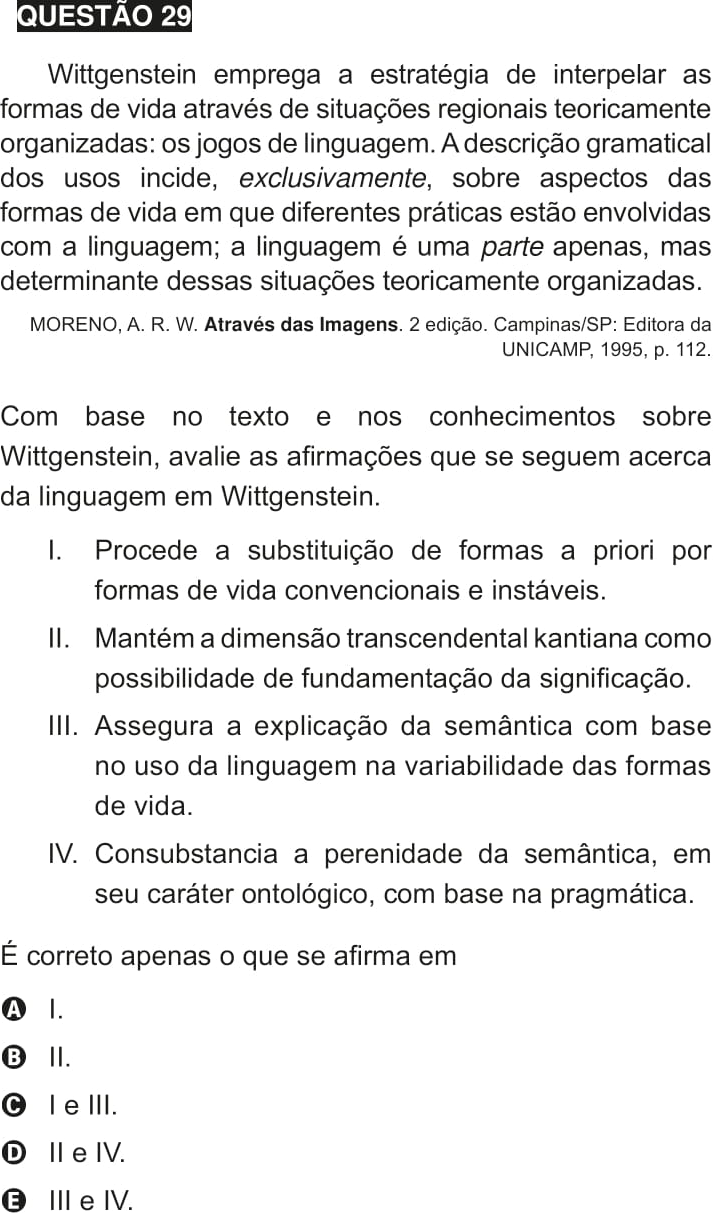 QUESTÃO 29
Wittgenstein emprega a estratégia de interpelar as
formas de vida através de situações regionais teoricamente
organizadas: os jogos de linguagem. A descrição gramatical
dos usos incide, exclusivamente, sobre aspectos das
formas de vida em que diferentes práticas estão envolvidas
com a linguagem; a linguagem é uma parte apenas, mas
determinante dessas situações teoricamente organizadas.
MORENO, A. R. W. Através das Imagens. 2 edição. Campinas/SP: Editora da
UNICAMP, 1995, p. 112.
Com base no texto e nos conhecimentos sobre
Wittgenstein, avalie as afirmações que se seguem acerca
da linguagem em Wittgenstein.
I. Procede a substituição de formas a priori por
formas de vida convencionais e instáveis.
II. Mantém a dimensão transcendental kantiana como
possibilidade de fundamentação da significação.
III. Assegura a explicação da semântica com base
no uso da linguagem na variabilidade das formas
de vida.
IV. Consubstancia a perenidade da semântica, em
seu caráter ontológico, com base na pragmática.
É correto apenas o que se afirma em
A I.
B II.
C I e III.
D II e IV.
E III e IV.